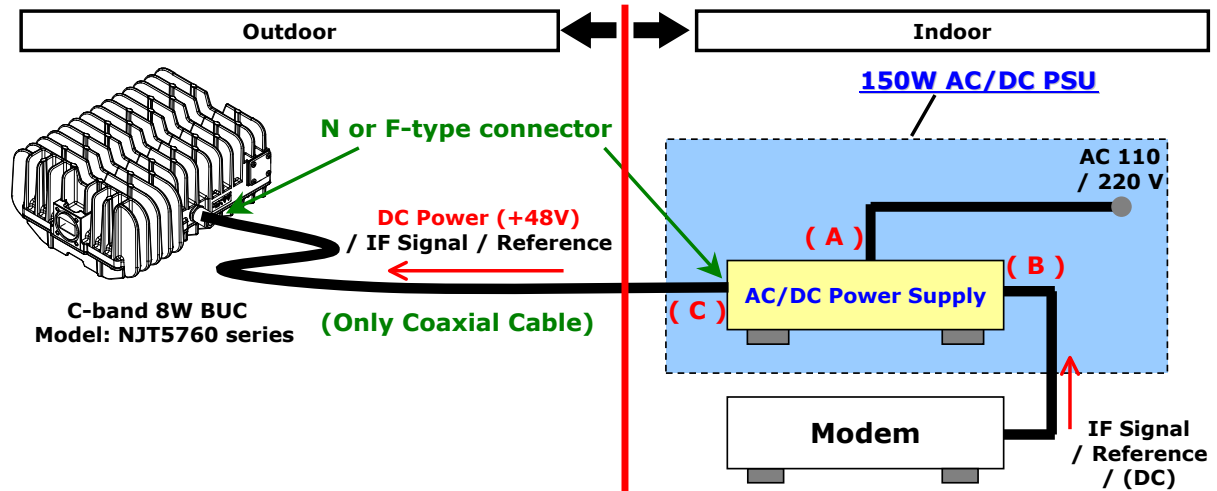 Outdoor
Indoor
150W AC/DC PSU
N or F-type connector
AC 110
/ 220 V
DC Power (+48V)
/ IF Signal / Reference
( A )
( B )
AC/DC Power Supply
( C )
C-band 8W BUC
Model: NJT5760 series
(Only Coaxial Cable)
Modem
IF Signal
/ Reference
/ (DC)